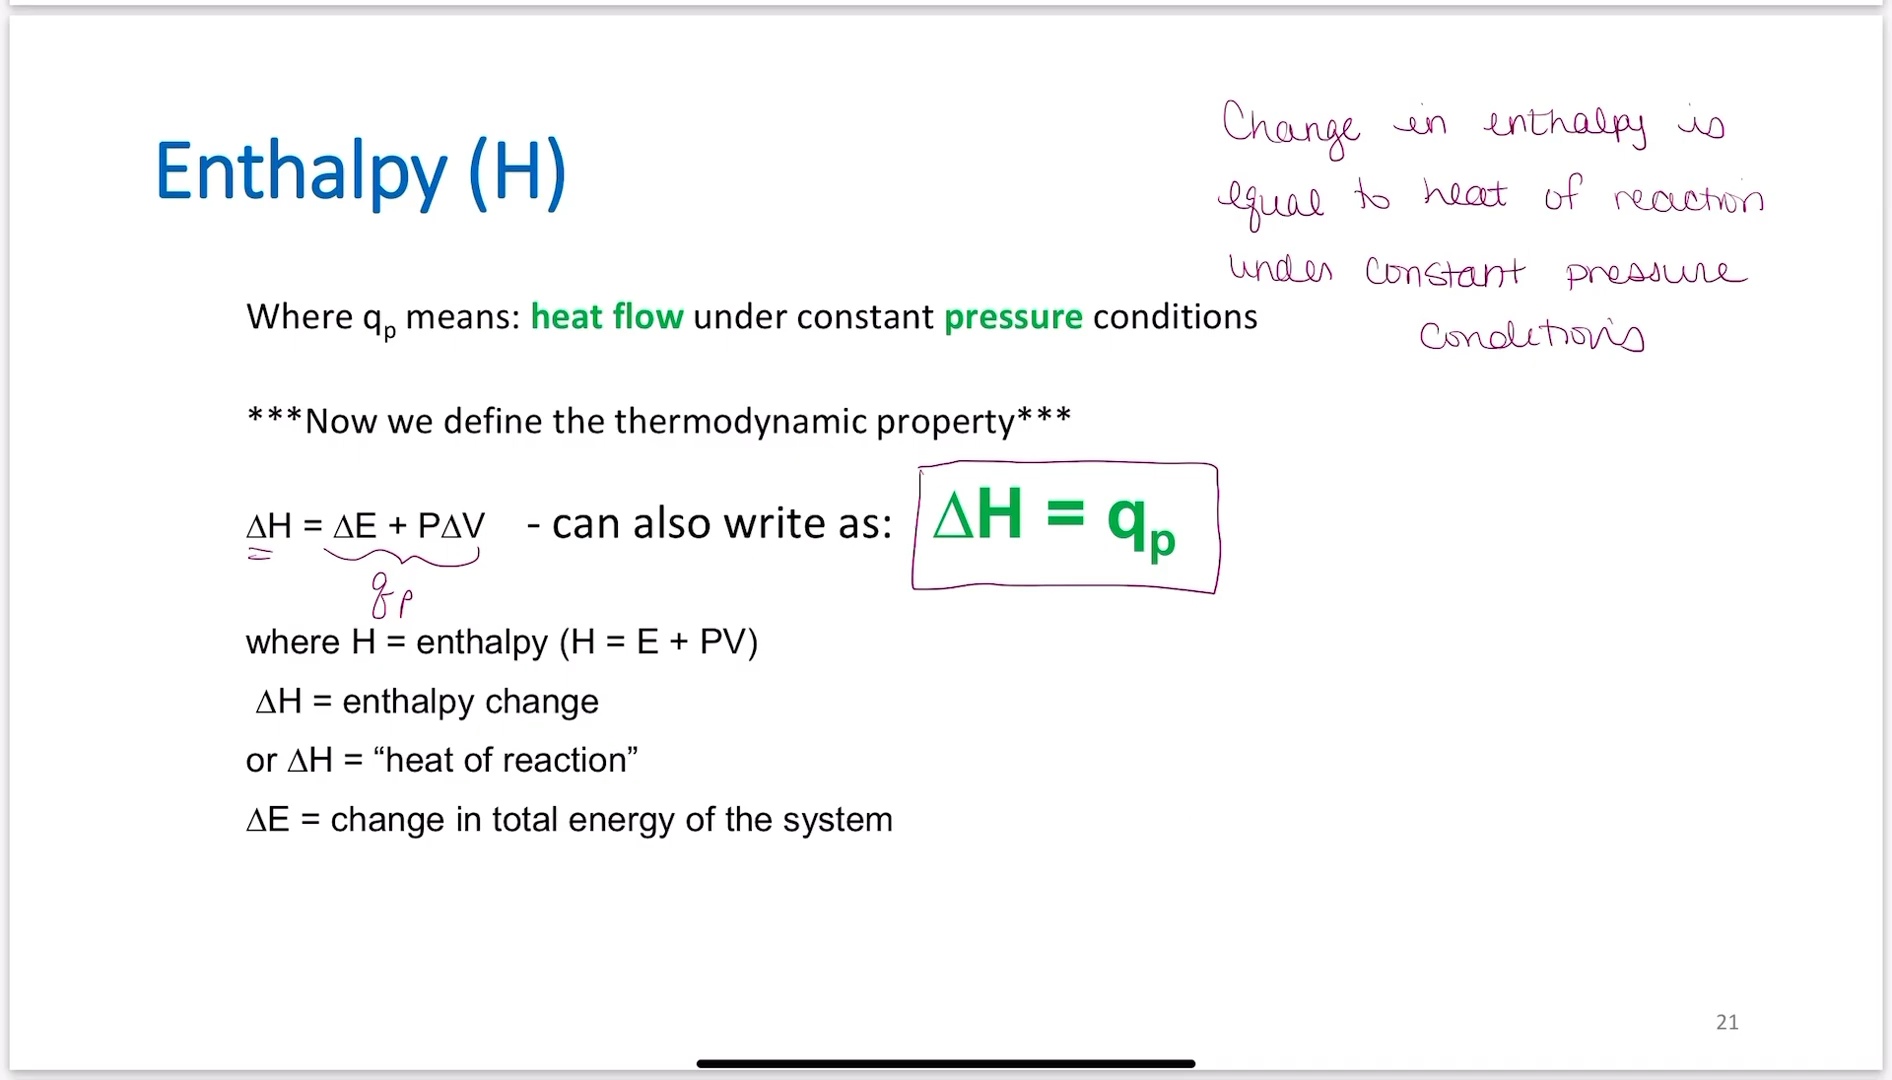 Enthalpy (H)
Change in enthalpy is
equal to heat of reaction
under constant pressure
conditions
Where qp means: heat flow under constant pressure conditions
***Now we define the thermodynamic property***
ΔH = ΔE + PΔV - can also write as: ΔH = qp
qp
where H = enthalpy (H = E + PV)
ΔH = enthalpy change
or ΔH = “heat of reaction”
ΔE = change in total energy of the system
21